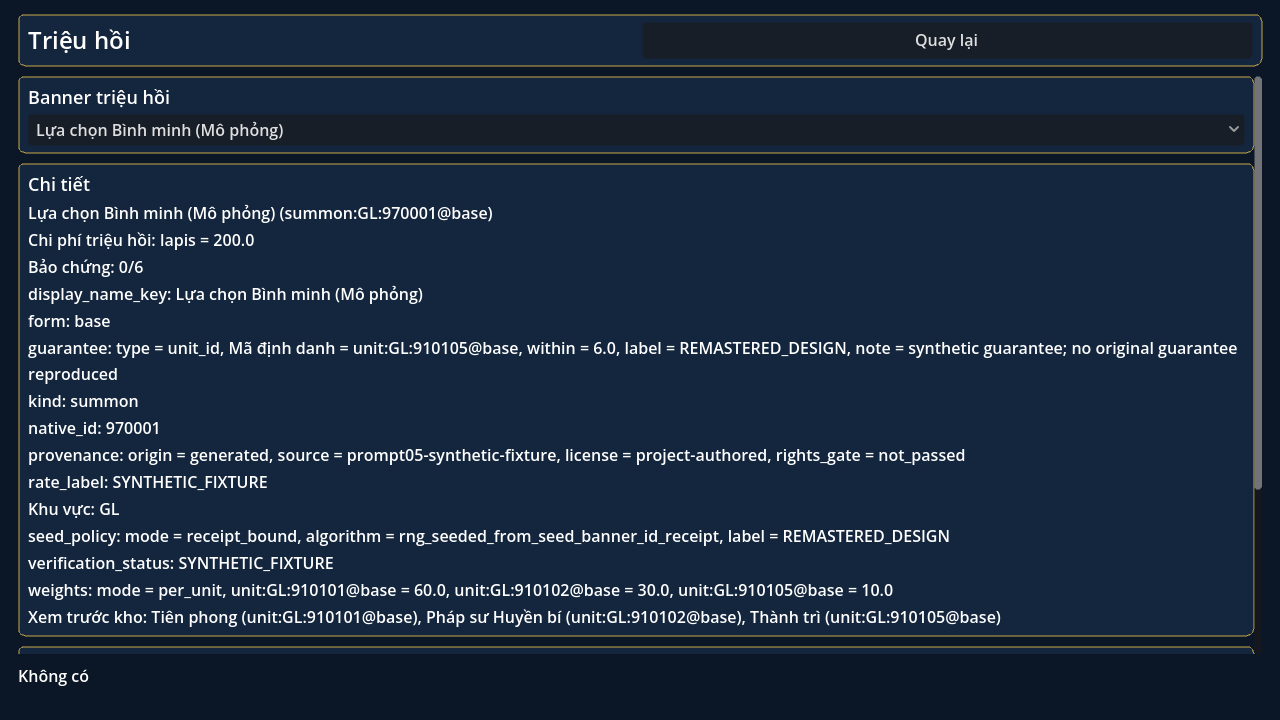 Triệu hồi
Quay lại
Banner triệu hồi
Lựa chọn Bình minh (Mô phỏng)
Chi tiết
Lựa chọn Bình minh (Mô phỏng) (summon:GL:970001@base)
Chi phí triệu hồi: lapis = 200.0
Bảo chứng: 0/6
display_name_key: Lựa chọn Bình minh (Mô phỏng)
form: base
guarantee: type = unit_id, Mã định danh = unit:GL:910105@base, within = 6.0, label = REMASTERED_DESIGN, note = synthetic guarantee; no original guarantee
reproduced
kind: summon
native_id: 970001
provenance: origin = generated, source = prompt05-synthetic-fixture, license = project-authored, rights_gate = not_passed
rate_label: SYNTHETIC_FIXTURE
Khu vực: GL
seed_policy: mode = receipt_bound, algorithm = rng_seeded_from_seed_banner_id_receipt, label = REMASTERED_DESIGN
verification_status: SYNTHETIC_FIXTURE
weights: mode = per_unit, unit:GL:910101@base = 60.0, unit:GL:910102@base = 30.0, unit:GL:910105@base = 10.0
Xem trước kho: Tiên phong (unit:GL:910101@base), Pháp sư Huyền bí (unit:GL:910102@base), Thành trì (unit:GL:910105@base)
Không có